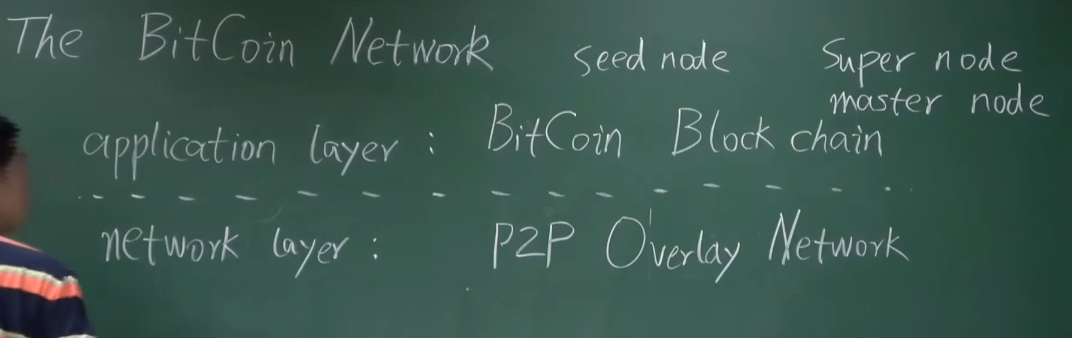 The BitCoin Network seed node Super node
master node
application layer : BitCoin Block chain
network layer : P2P Overlay Network